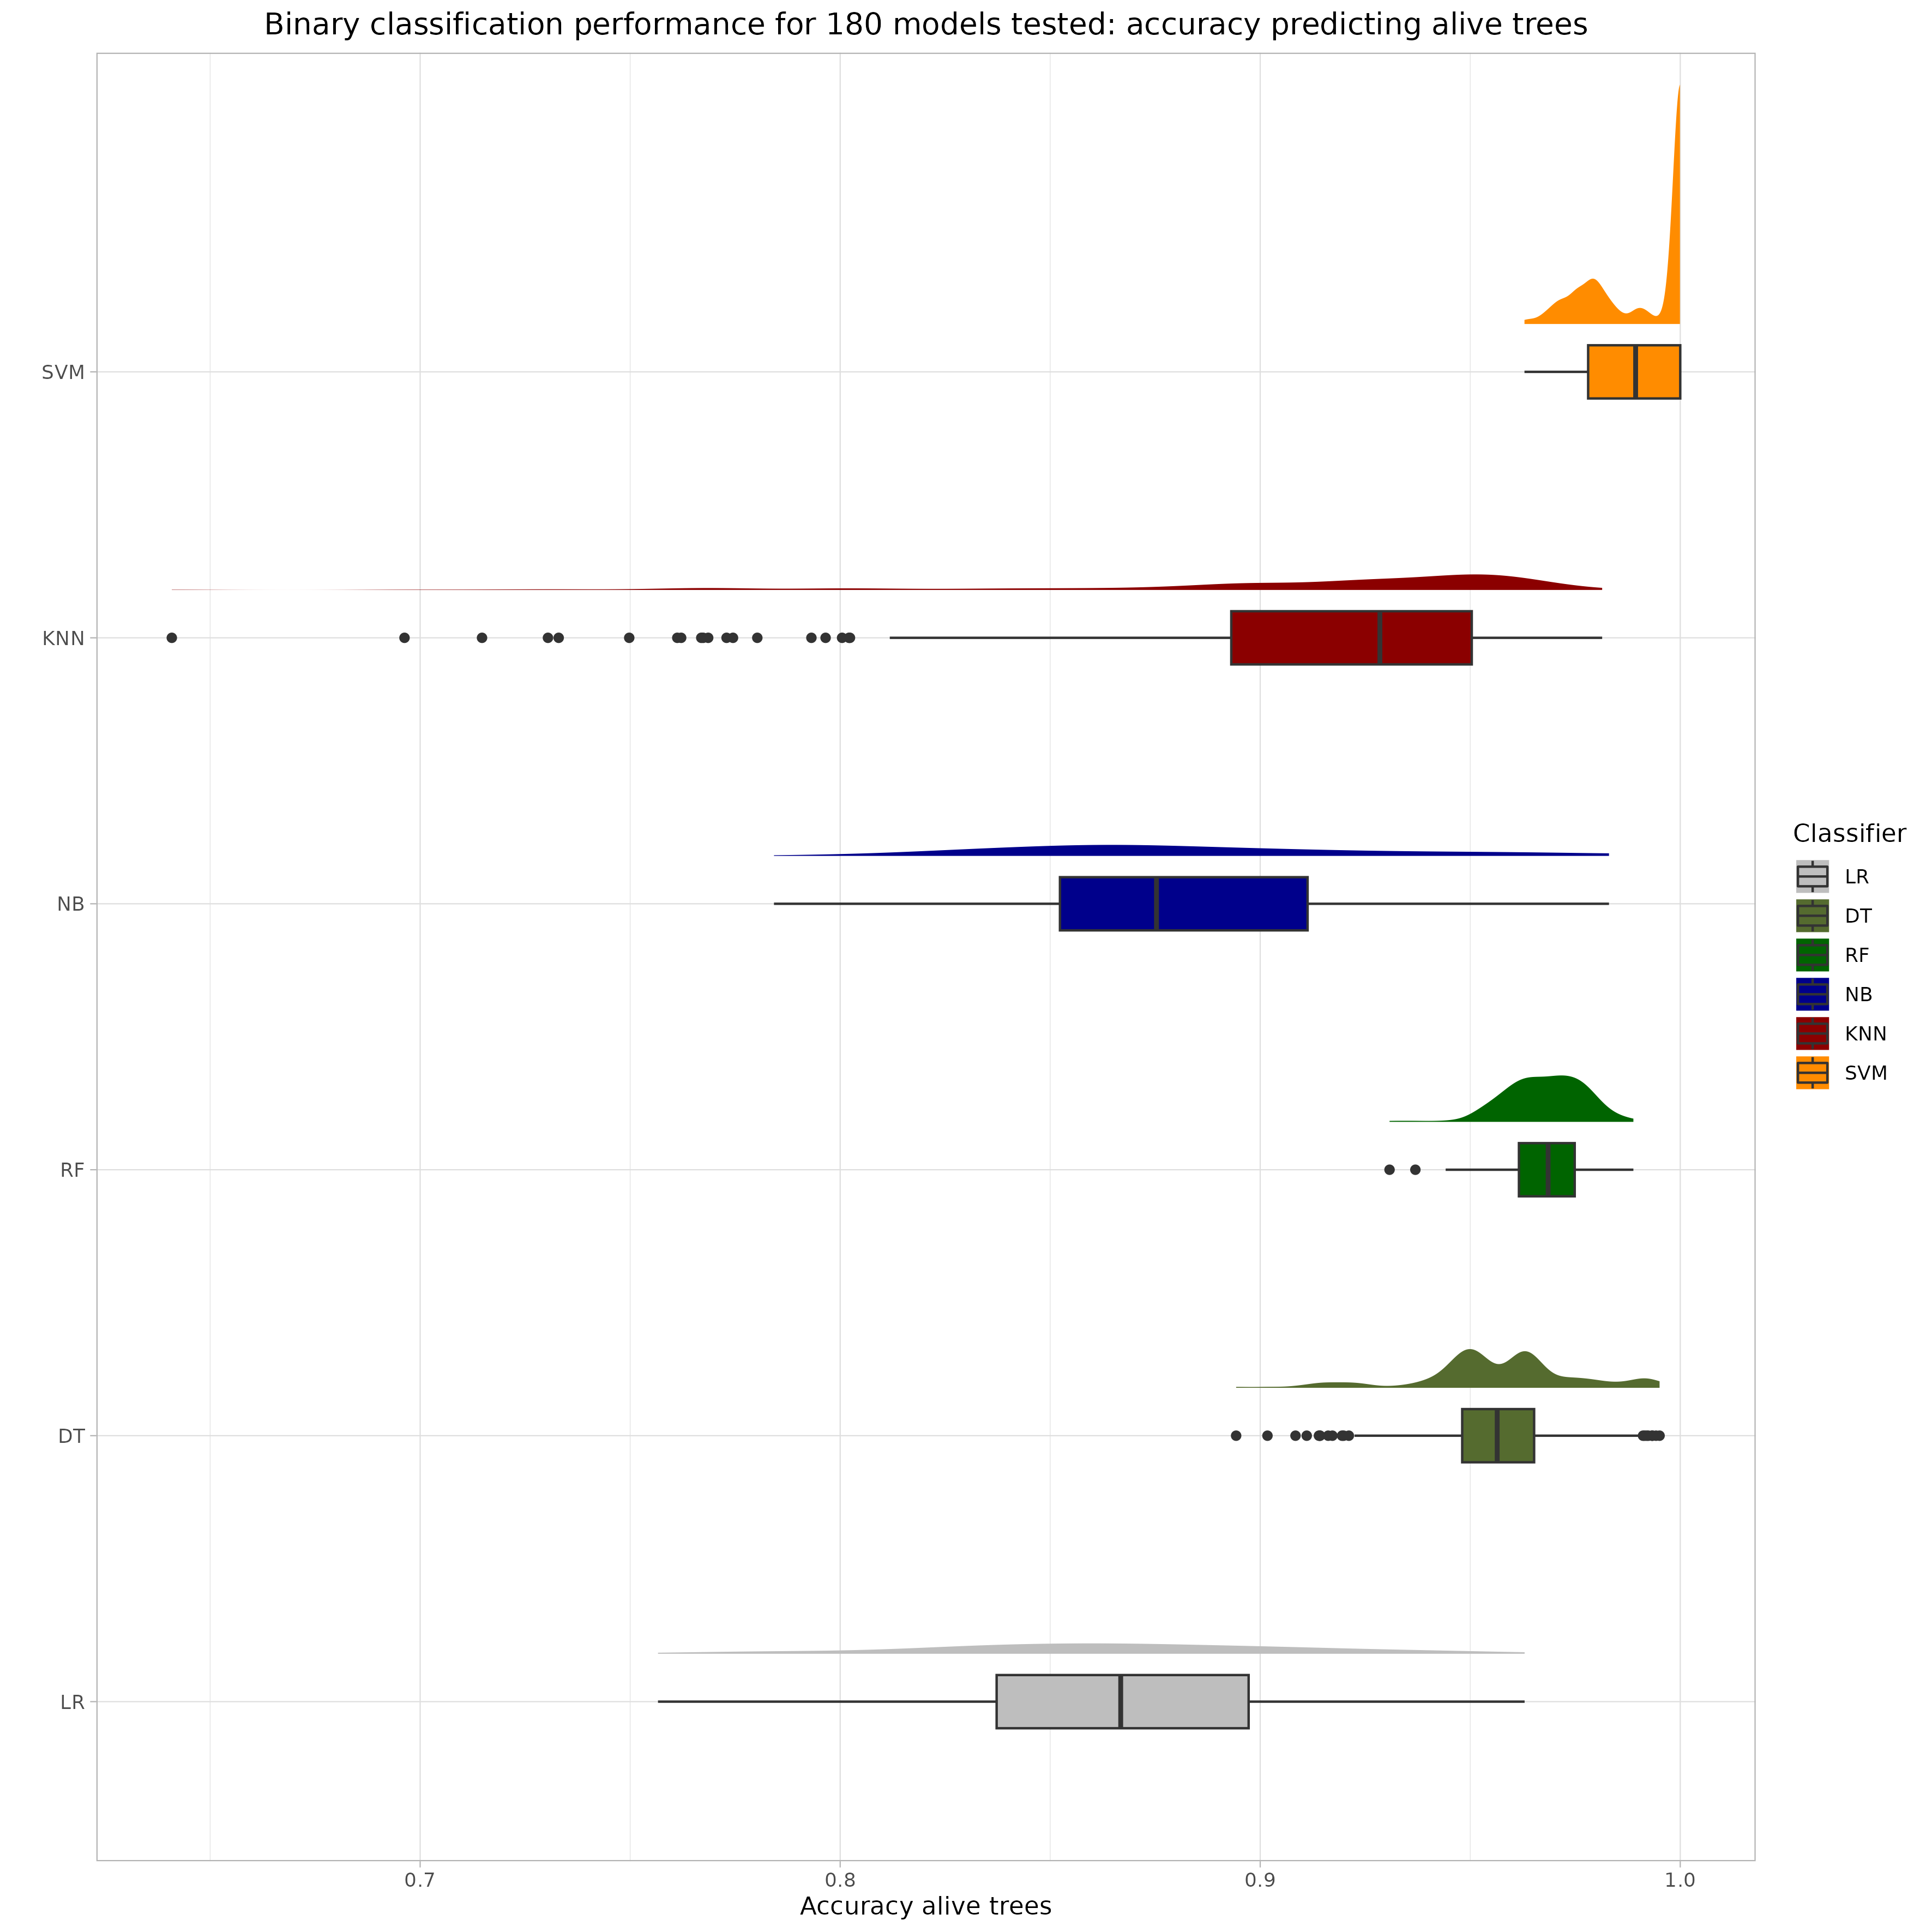 Binary classification performance for 180 models tested: accuracy predicting alive trees
SVM
KNN
NB
RF
DT
LR
0.7 0.8 0.9 1.0
Accuracy alive trees
Classifier
LR
DT
RF
NB
KNN
SVM